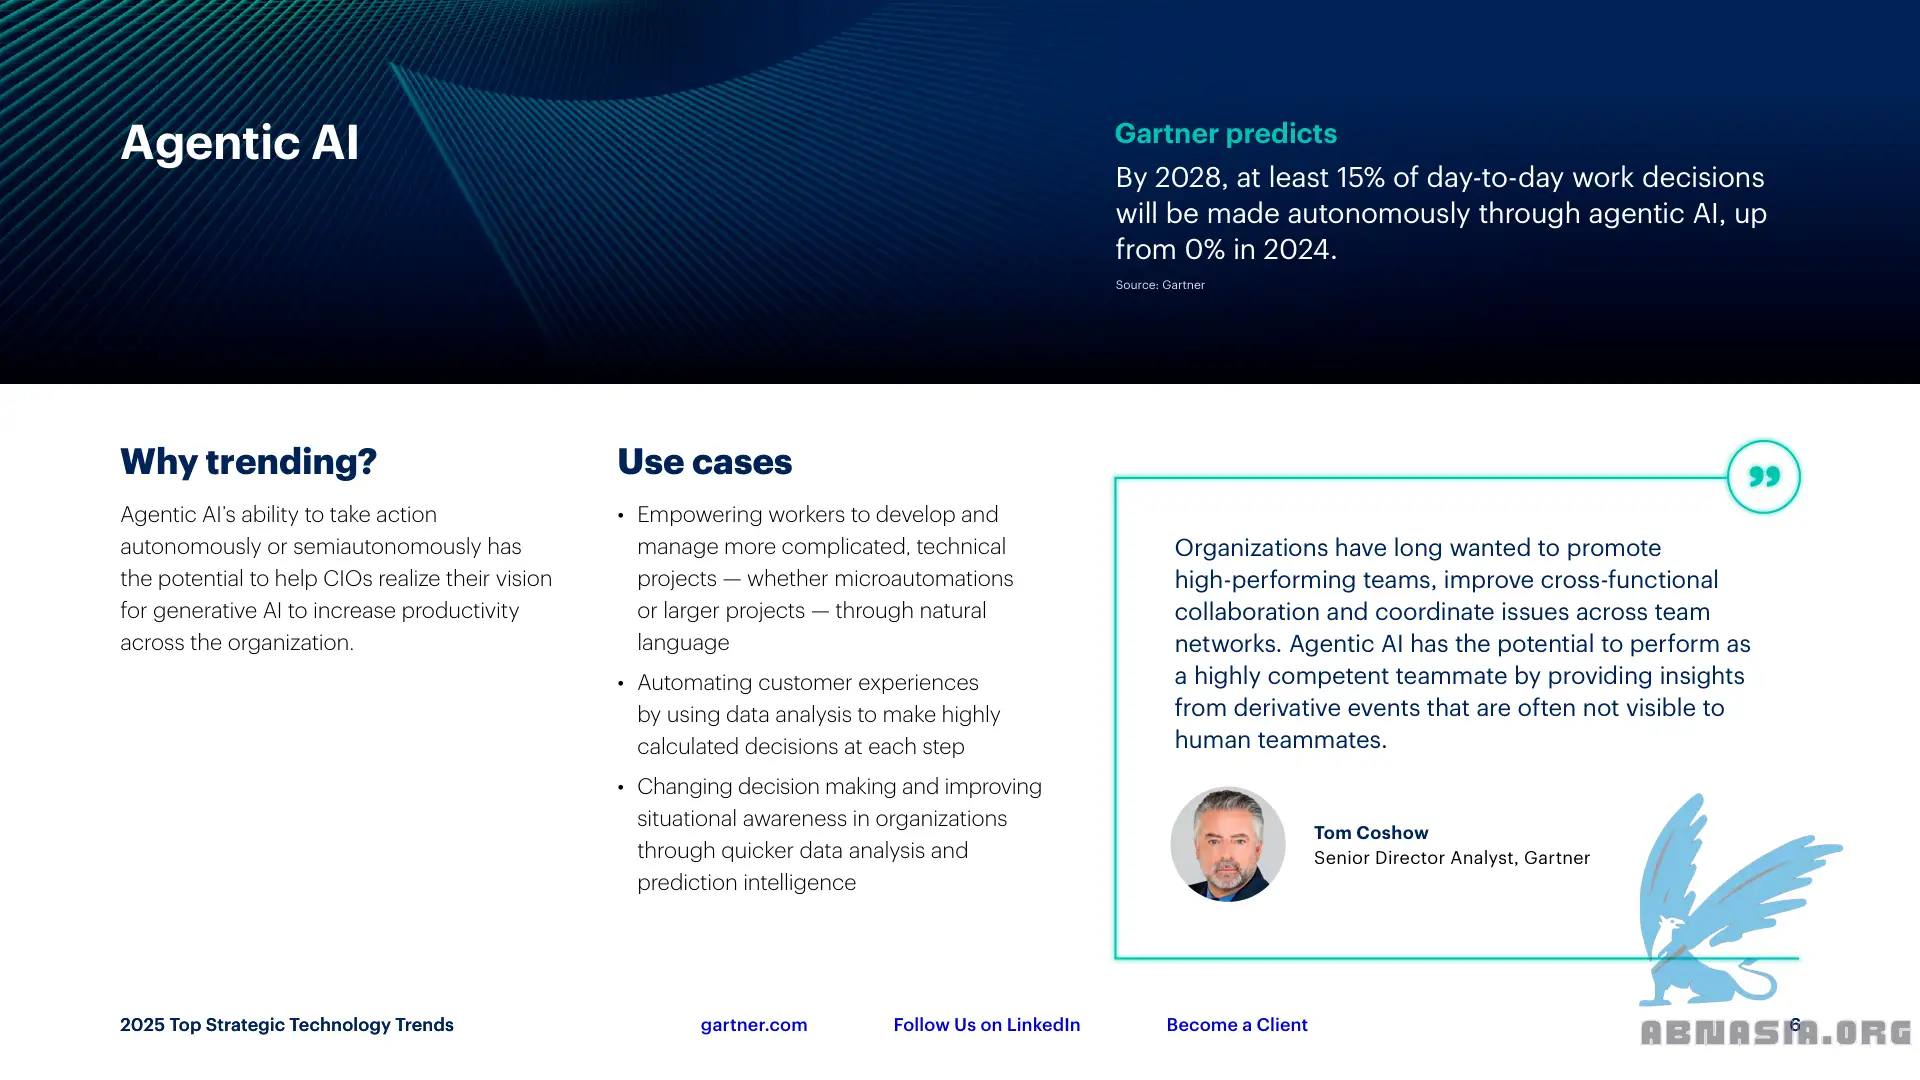 Agentic AI
Gartner predicts
By 2028, at least 15% of day-to-day work decisions
will be made autonomously through agentic AI, up
from 0% in 2024.
Source: Gartner
Why trending?
Agentic AI’s ability to take action
autonomously or semiautonomously has
the potential to help CIOs realize their vision
for generative AI to increase productivity
across the organization.
Use cases
• Empowering workers to develop and
manage more complicated, technical
projects — whether microautomations
or larger projects — through natural
language
• Automating customer experiences
by using data analysis to make highly
calculated decisions at each step
• Changing decision making and improving
situational awareness in organizations
through quicker data analysis and
prediction intelligence
”
Organizations have long wanted to promote
high-performing teams, improve cross-functional
collaboration and coordinate issues across team
networks. Agentic AI has the potential to perform as
a highly competent teammate by providing insights
from derivative events that are often not visible to
human teammates.
Tom Coshow
Senior Director Analyst, Gartner
2025 Top Strategic Technology Trends
gartner.com
Follow Us on LinkedIn
Become a Client
6
ABNASIA.ORG